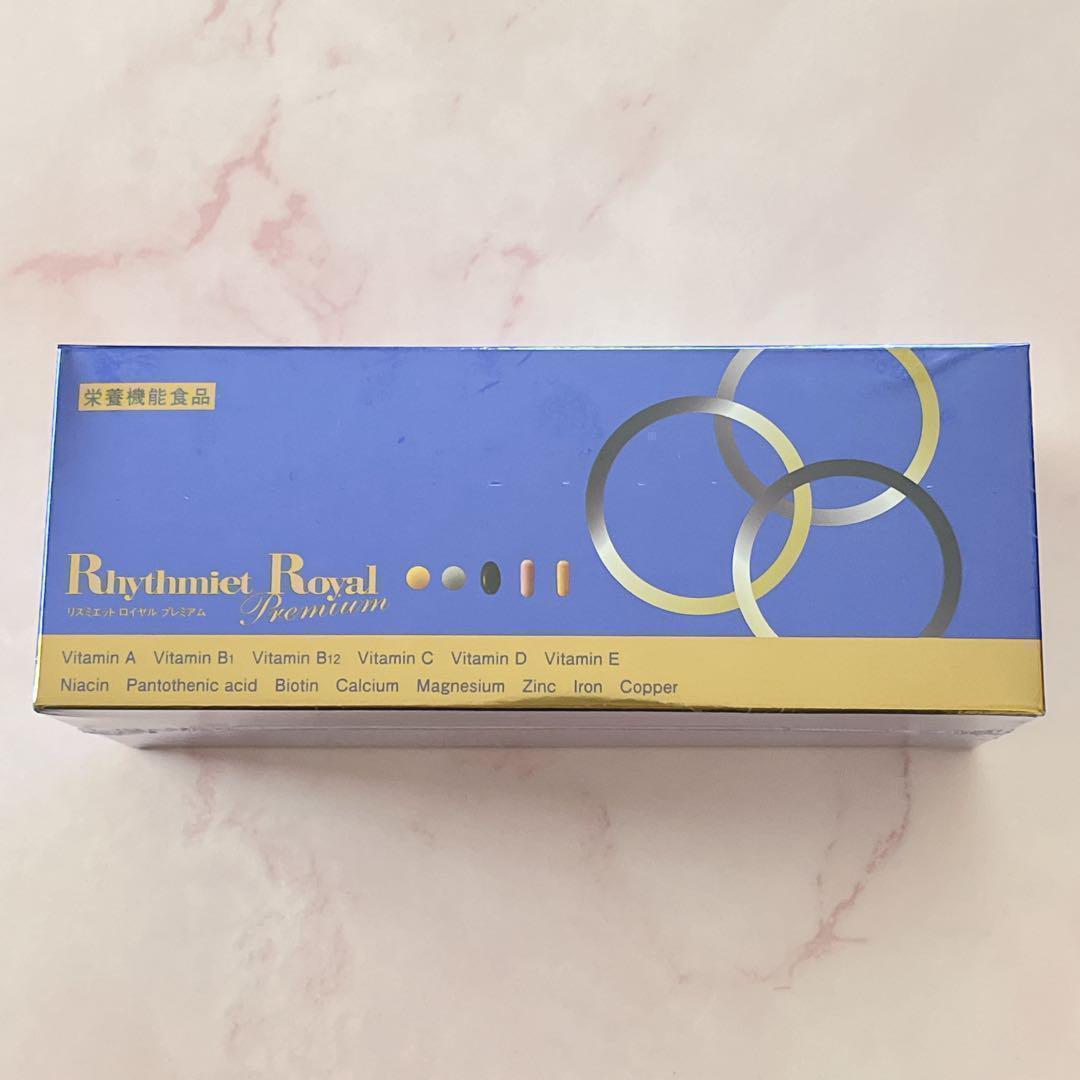 栄養機能食品
Rhythmiet Royal
Premium
リズミエット ロイヤル プレミアム
Vitamin A Vitamin B1 Vitamin B12 Vitamin C Vitamin D Vitamin E
Niacin Pantothenic acid Biotin Calcium Magnesium Zinc Iron Copper